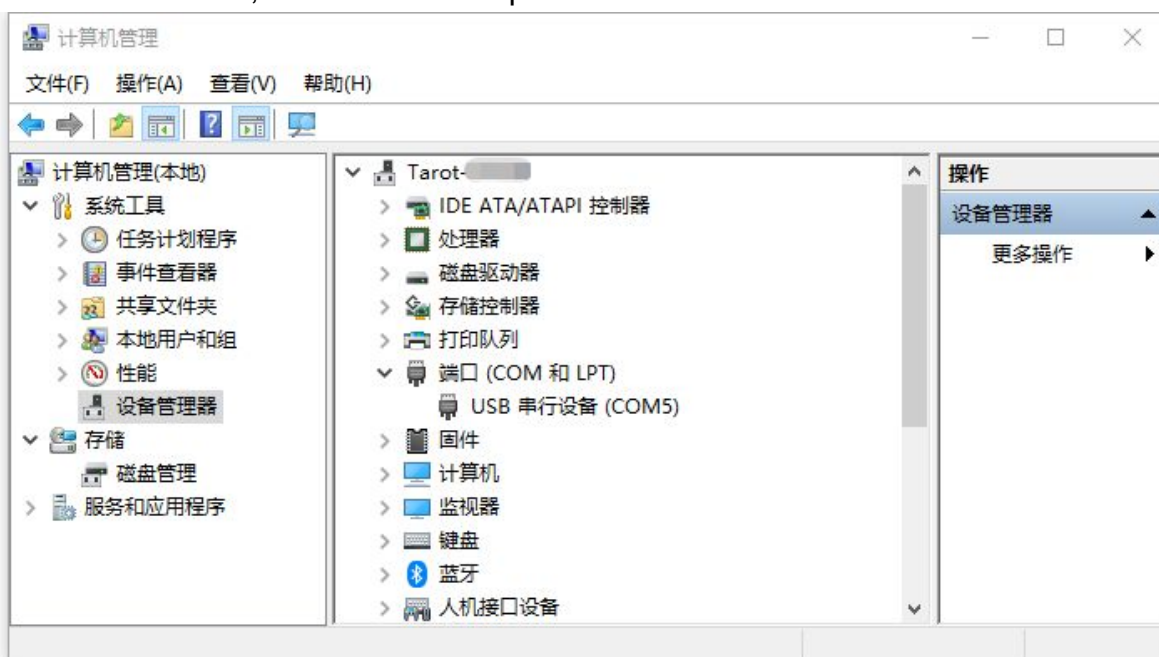 计算机管理
文件(F) 操作(A) 查看(V) 帮助(H)
计算机管理(本地)
系统工具
任务计划程序
事件查看器
共享文件夹
本地用户和组
性能
设备管理器
存储
磁盘管理
服务和应用程序
Tarot-
IDE ATA/ATAPI 控制器
处理器
磁盘驱动器
存储控制器
打印队列
端口 (COM 和 LPT)
USB 串行设备 (COM5)
固件
计算机
监视器
键盘
蓝牙
人机接口设备
操作
设备管理器
更多操作